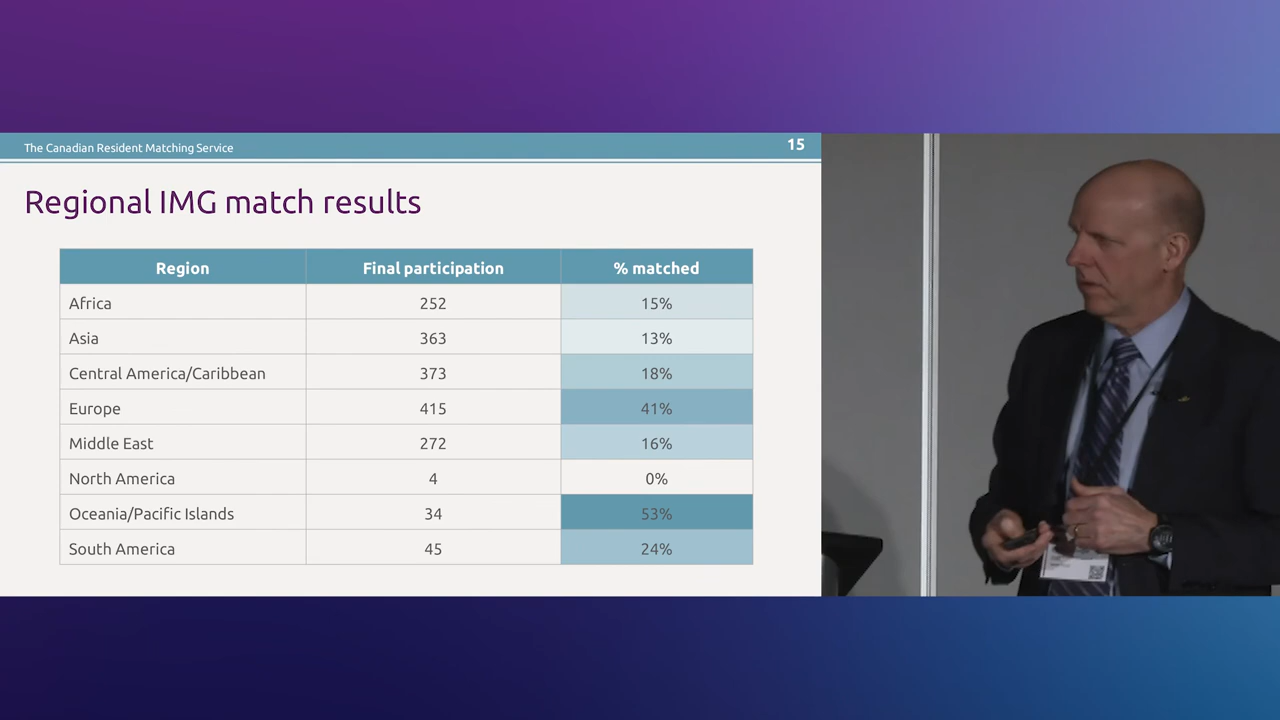 The Canadian Resident Matching Service
15
Regional IMG match results
Region Final participation % matched
Africa 252 15%
Asia 363 13%
Central America/Caribbean 373 18%
Europe 415 41%
Middle East 272 16%
North America 4 0%
Oceania/Pacific Islands 34 53%
South America 45 24%